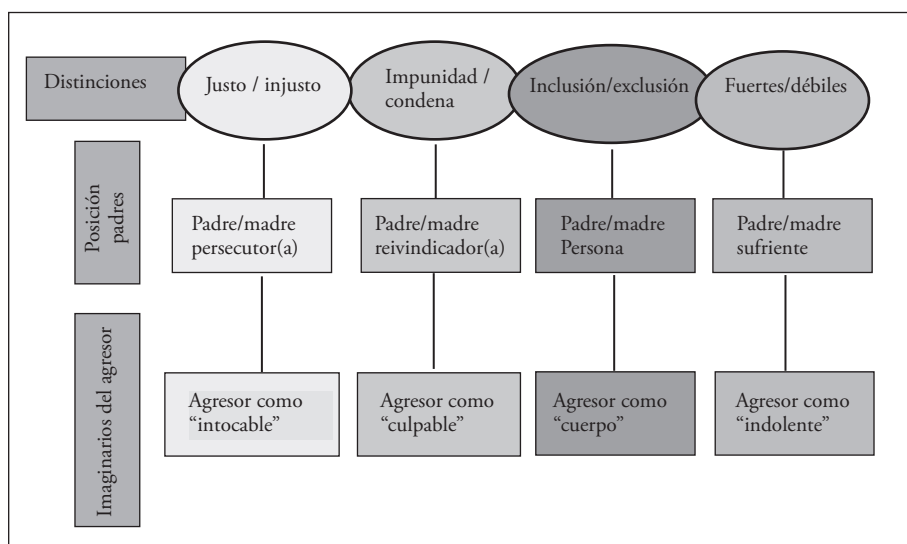 Distinciones
Justo / injusto
Impunidad /
condena
Inclusión/exclusión
Fuertes/débiles
Posición
padres
Padre/madre
persecutor(a)
Padre/madre
reivindicador(a)
Padre/madre
Persona
Padre/madre
sufriente
Imaginarios del agresor
Agresor como
“intocable”
Agresor como
“culpable”
Agresor como
“cuerpo”
Agresor como
“indolente”